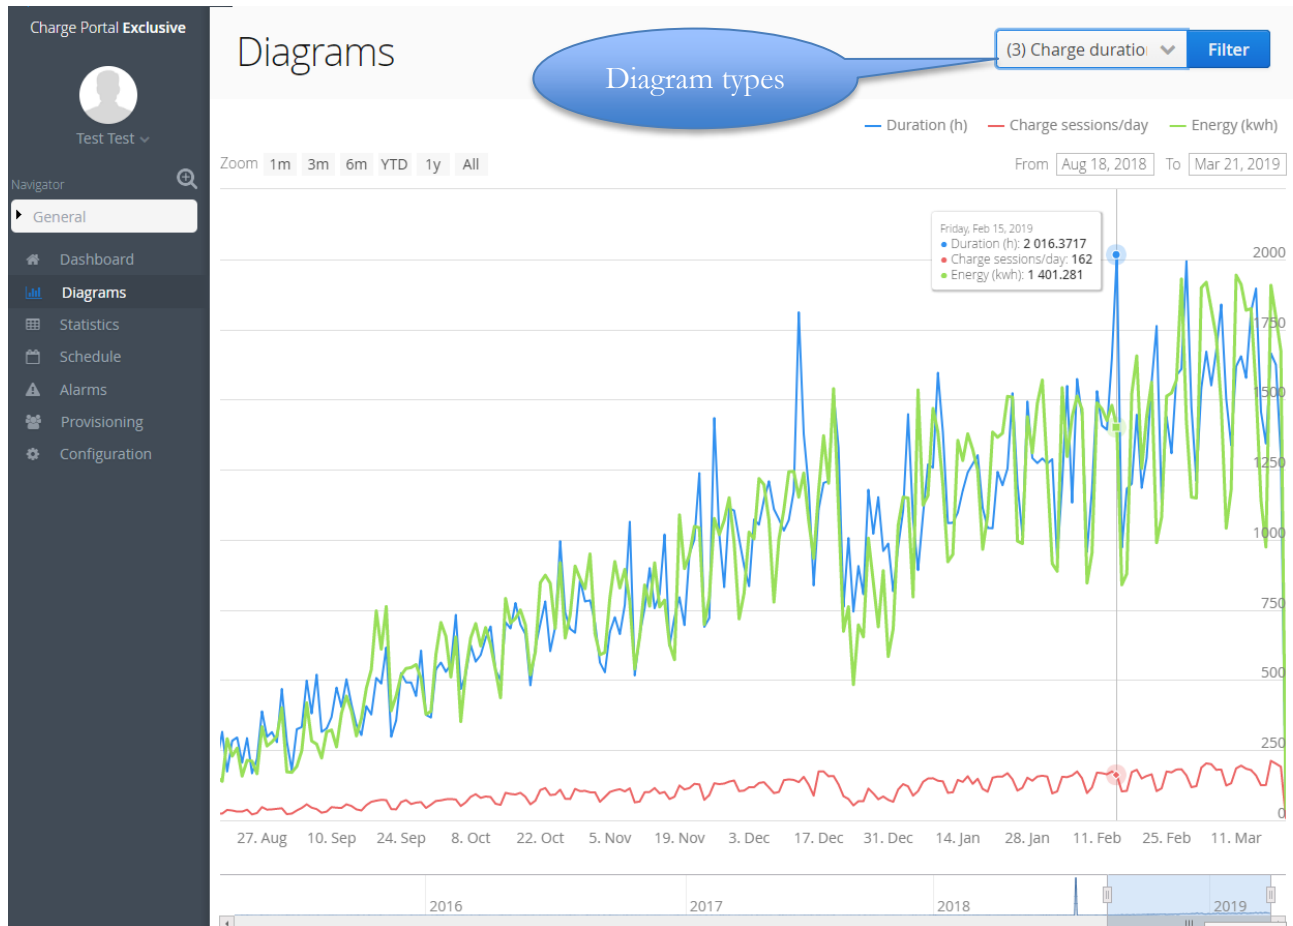 Charge Portal Exclusive
Test Test
Navigator
General
Dashboard
Diagrams
Statistics
Schedule
Alarms
Provisioning
Configuration
Diagrams
Diagram types
(3) Charge duratio
Filter
Duration (h) Charge sessions/day Energy (kwh)
Zoom 1m 3m 6m YTD 1y All
From Aug 18, 2018 To Mar 21, 2019
Friday, Feb 15, 2019
Duration (h): 2 016.3717
Charge sessions/day: 162
Energy (kwh): 1 401.281
2000
1750
1500
1250
1000
750
500
250
0
27. Aug 10. Sep 24. Sep 8. Oct 22. Oct 5. Nov 19. Nov 3. Dec 17. Dec 31. Dec 14. Jan 28. Jan 11. Feb 25. Feb 11. Mar
2016 2017 2018 2019